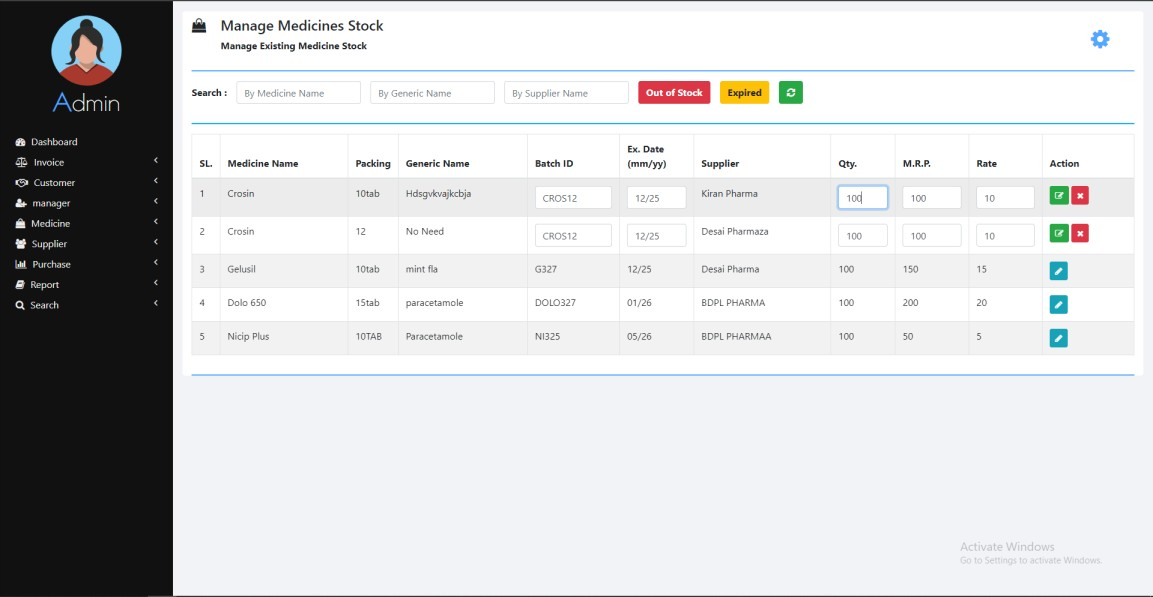 Admin
Dashboard
Invoice
Customer
manager
Medicine
Supplier
Purchase
Report
Search
Manage Medicines Stock
Manage Existing Medicine Stock
Search : By Medicine Name By Generic Name By Supplier Name Out of Stock Expired
SL. Medicine Name Packing Generic Name Batch ID Ex. Date (mm/yy) Supplier Qty. M.R.P. Rate Action
1 Crosin 10tab Hdsgvkvajkcbja CROS12 12/25 Kiran Pharma 100 100 10
2 Crosin 12 No Need CROS12 12/25 Desai Pharmaza 100 100 10
3 Gelusil 10tab mint fla G327 12/25 Desai Pharma 100 150 15
4 Dolo 650 15tab paracetamole DOLO327 01/26 BDPL PHARMA 100 200 20
5 Nicip Plus 10TAB Paracetamole NI325 05/26 BDPL PHARMAA 100 50 5
Activate Windows
Go to Settings to activate Windows.